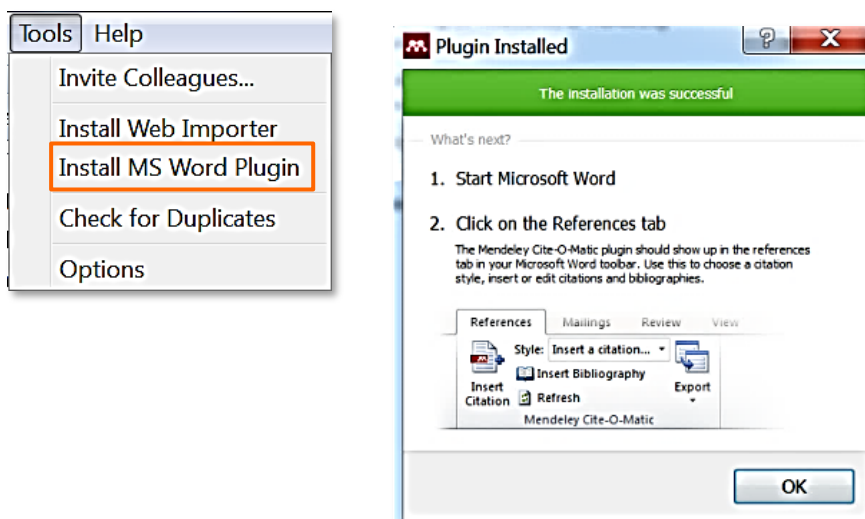 Tools Help
Invite Colleagues...
Install Web Importer
Install MS Word Plugin
Check for Duplicates
Options
Plugin Installed
The installation was successful
What's next?
1. Start Microsoft Word
2. Click on the References tab
The Mendeley Cite-O-Matic plugin should show up in the references
tab in your Microsoft Word toolbar. Use this to choose a citation
style, insert or edit citations and bibliographies.
References Mailings Review View
Style: Insert a citation...
Insert Bibliography
Insert
Citation
Refresh
Export
Mendeley Cite-O-Matic
OK